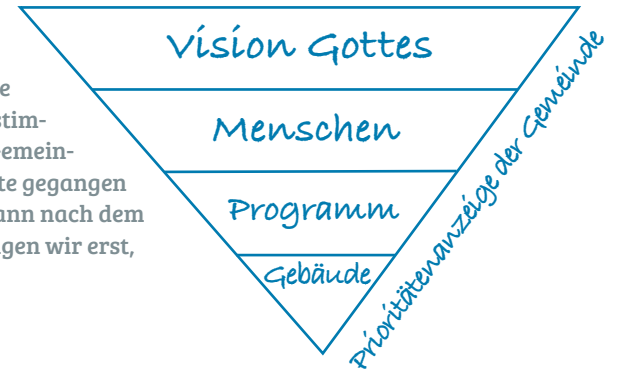 e
stim-
emein-
te gegangen
ann nach dem
gen wir erst,
Vision Gottes
Menschen
Programm
Gebäude
Prioritätenanzeige der Gemeinde